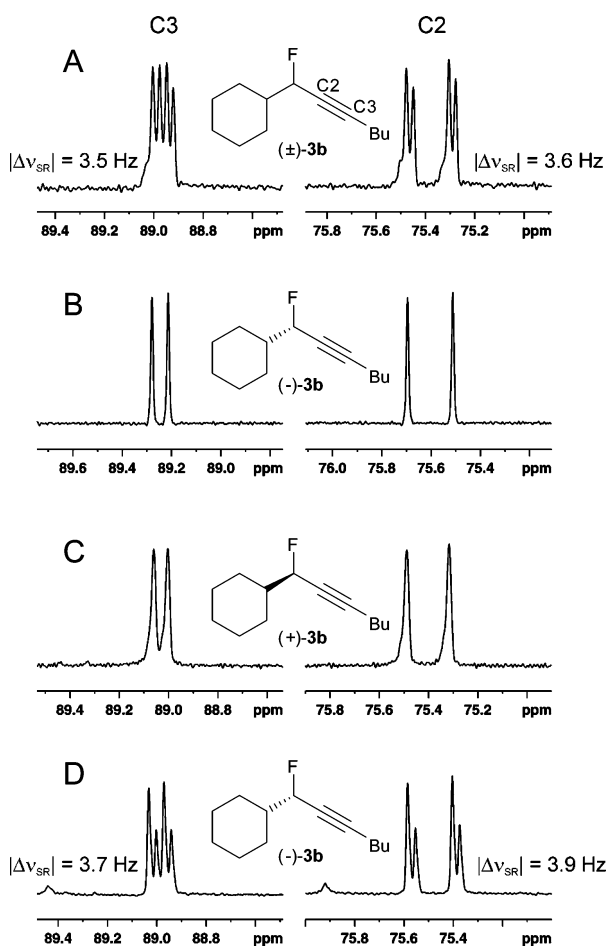 C3 C2
A
F
C2
C3
Bu
(±)-3b
|Δν_SR| = 3.5 Hz
|Δν_SR| = 3.6 Hz
89.4 89.2 89.0 88.8 ppm
75.8 75.6 75.4 75.2 ppm
B
F
Bu
(-)-3b
89.6 89.4 89.2 89.0 ppm
76.0 75.8 75.6 75.4 ppm
C
F
Bu
(+)-3b
89.4 89.2 89.0 88.8 ppm
75.8 75.6 75.4 75.2 ppm
D
F
Bu
(-)-3b
|Δν_SR| = 3.7 Hz
|Δν_SR| = 3.9 Hz
89.4 89.2 89.0 88.8 ppm
75.8 75.6 75.4 ppm